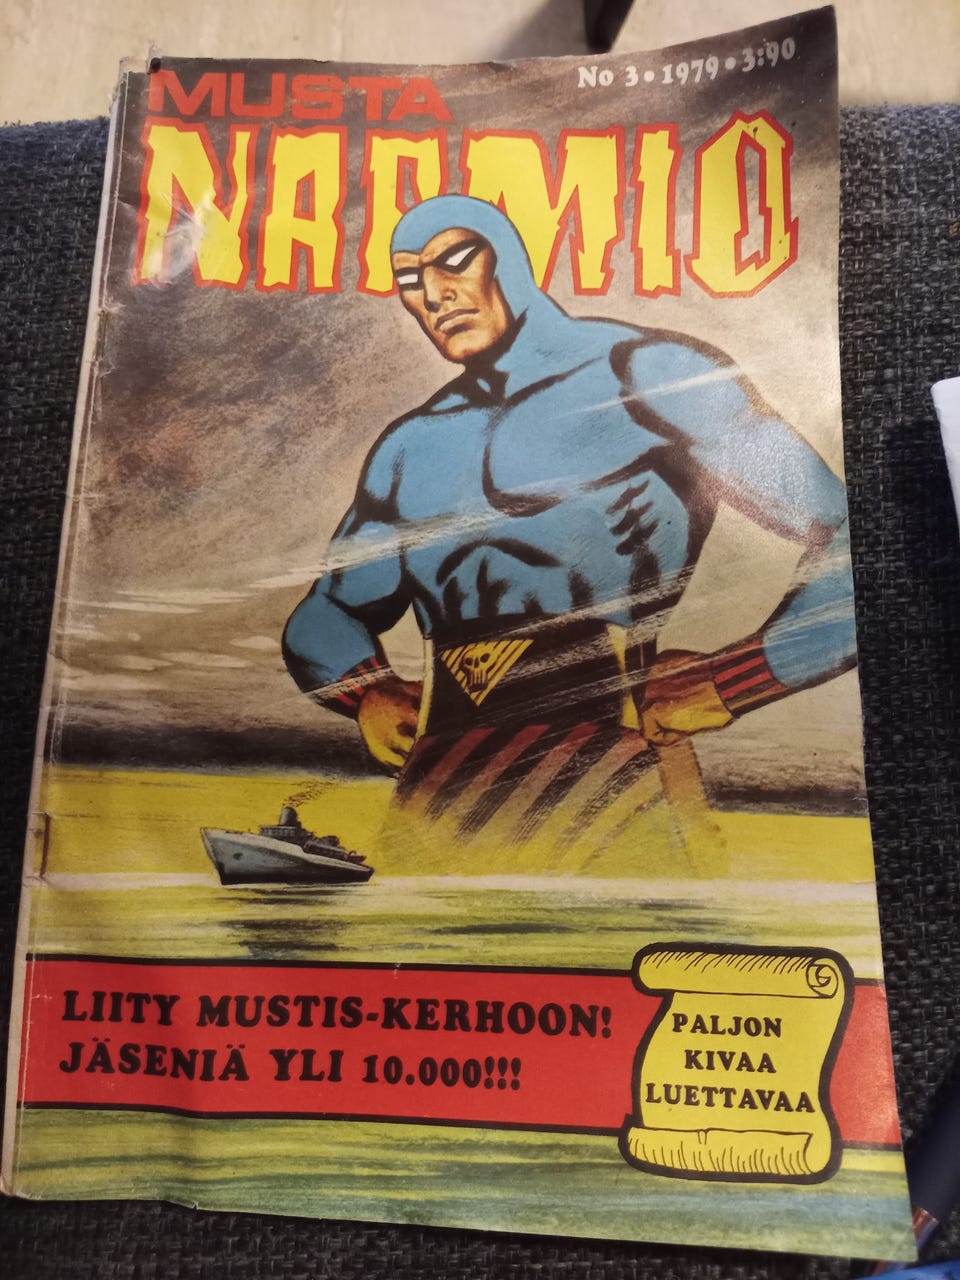 No 3 • 1979 • 3:90
MUSTA
NAAMIO
LIITY MUSTIS-KERHOON!
JÄSENIÄ YLI 10.000!!!
PALJON
KIVAA
LUETTAVAA